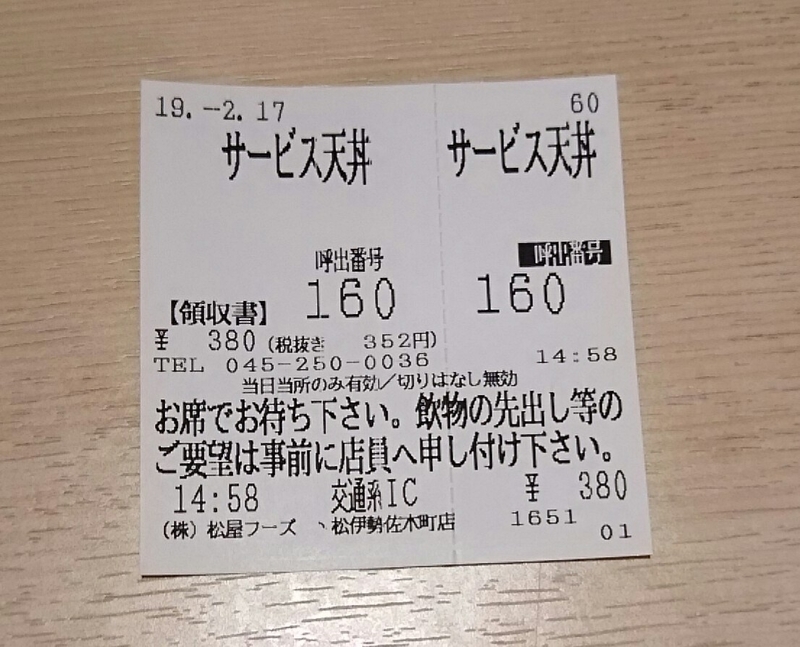 19.-2.17 60
サービス天丼 サービス天丼
呼出番号 呼出番号
【領収書】 160 160
¥ 380(税抜き 352円)
TEL 045-250-0036 14:58
当日当所のみ有効/切りはなし無効
お席でお待ち下さい。飲物の先出し等の
ご要望は事前に店員へ申し付け下さい。
14:58 交通系IC ¥ 380
(株)松屋フーズ 松伊勢佐木町店 1651
01